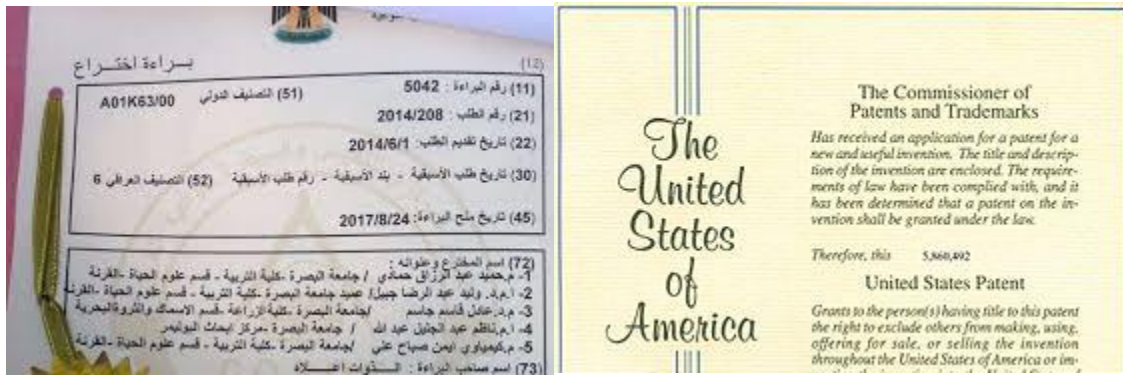 براءة اختراع
(12)
(11) رقم البراءة : 5042 (51) التصنيف الدولي A01K63/00
(21) رقم الطلب : 2014/208
(22) تاريخ تقديم الطلب: 2014/6/1
(30) تاريخ طلب الأسبقية - بلد الأسبقية - رقم طلب الأسبقية (52) التصنيف العراقي 6
(45) تاريخ منح البراءة: 2017/8/24
(72) اسم المخترع وعنوانه :
1- م.حميد عبد الرزاق حمادي / جامعة البصرة -كلية التربية - قسم علوم الحياة -القرنة
2- ا.م.د. وليد عبد الرضا جبيل/ عميد جامعة البصرة -كلية التربية - قسم علوم الحياة -القرنة
3- م.د.عادل قاسم جاسم /جامعة البصرة -كلية الزراعة -قسم الاسماك والثروةالبحرية
4- ا.م.ناظم عبد الجليل عبد الله / جامعة البصرة -مركز ابحاث البوليمر
5- م.كيمياوي ايمن صباح علي /جامعة البصرة -كلية التربية - قسم علوم الحياة -القرنة
(73) اسم صاحب البراءة : الذوات اعلاه
The
United
States
of
America
The Commissioner of
Patents and Trademarks
Has received an application for a patent for a
new and useful invention. The title and descrip-
tion of the invention are enclosed. The require-
ments of law have been complied with, and it
has been determined that a patent on the in-
vention shall be granted under the law.
Therefore, this 5,860,492
United States Patent
Grants to the person(s) having title to this patent
the right to exclude others from making, using,
offering for sale, or selling the invention
throughout the United States of America or im-